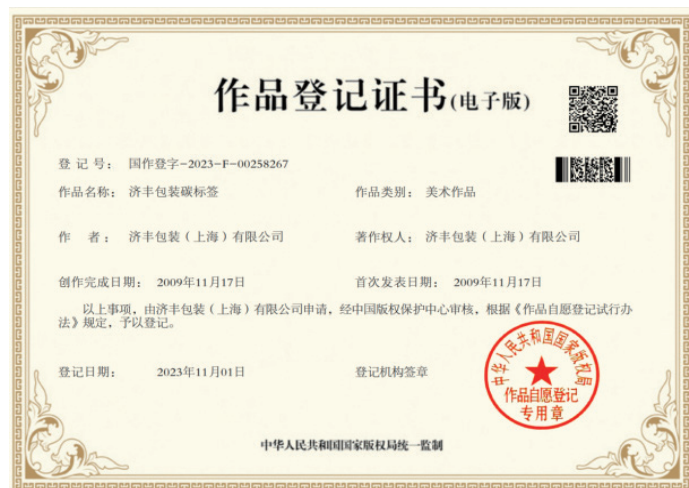 作品登记证书(电子版)
登 记 号： 国作登字-2023-F-00258267
作品名称： 济丰包装碳标签 作品类别： 美术作品
作 者： 济丰包装（上海）有限公司 著作权人： 济丰包装（上海）有限公司
创作完成日期： 2009年11月17日 首次发表日期： 2009年11月17日
以上事项，由济丰包装（上海）有限公司申请，经中国版权保护中心审核，根据《作品自愿登记试行办
法》规定，予以登记。
登记日期： 2023年11月01日 登记机构签章
中华人民共和国国家版权局
作品自愿登记
专用章
中华人民共和国国家版权局统一监制